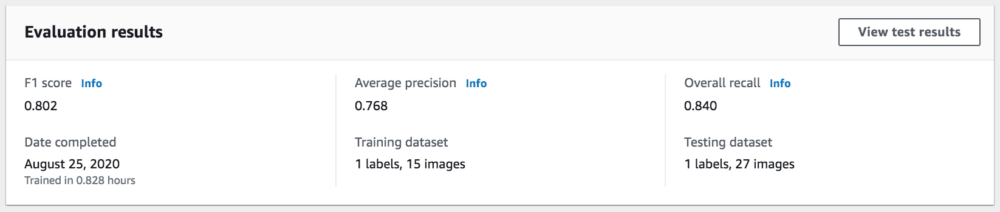 Evaluation results
View test results
F1 score Info
0.802
Average precision Info
0.768
Overall recall Info
0.840
Date completed
August 25, 2020
Trained in 0.828 hours
Training dataset
1 labels, 15 images
Testing dataset
1 labels, 27 images